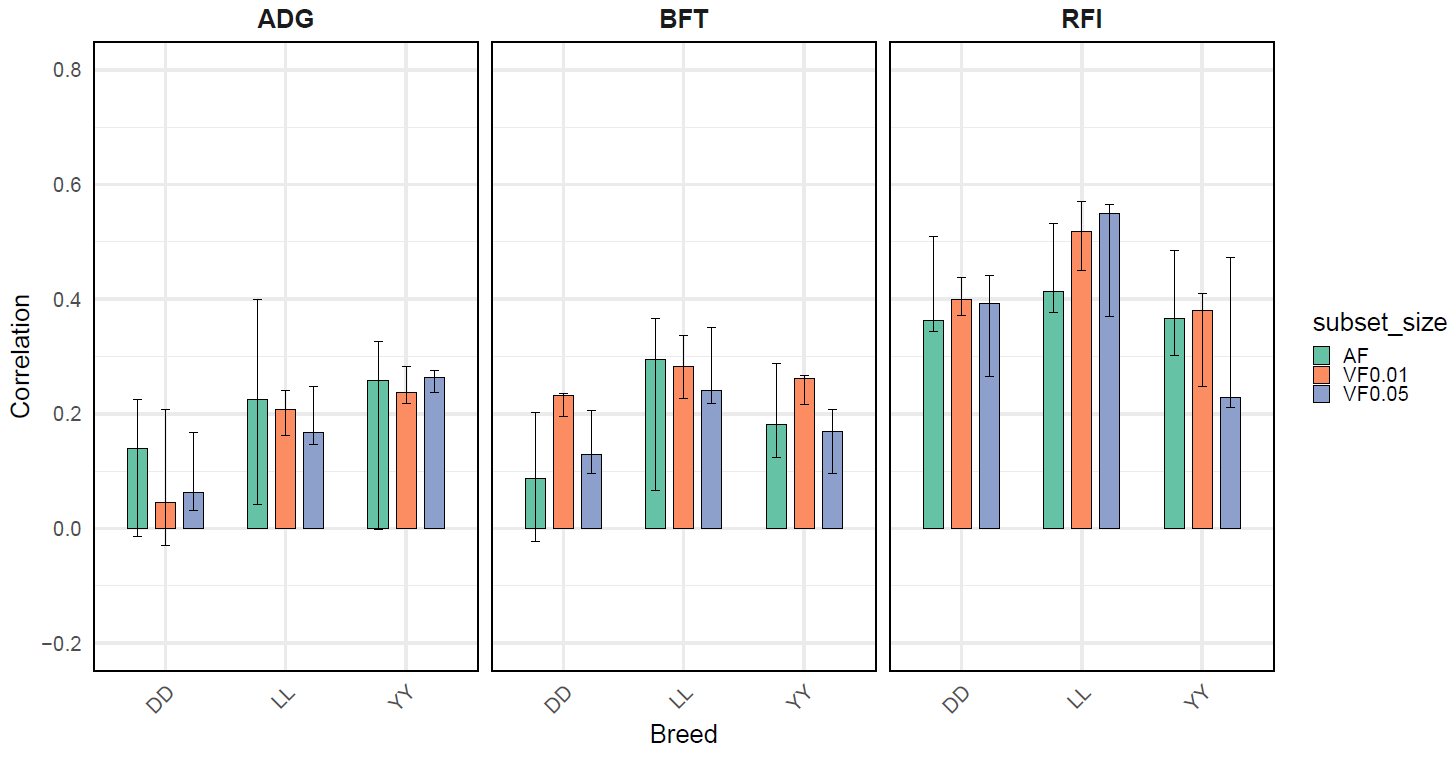 ADG
BFT
RFI
0.8
0.6
0.4
0.2
0.0
−0.2
Correlation
DD
LL
YY
DD
LL
YY
DD
LL
YY
Breed
subset_size
AF
VF0.01
VF0.05